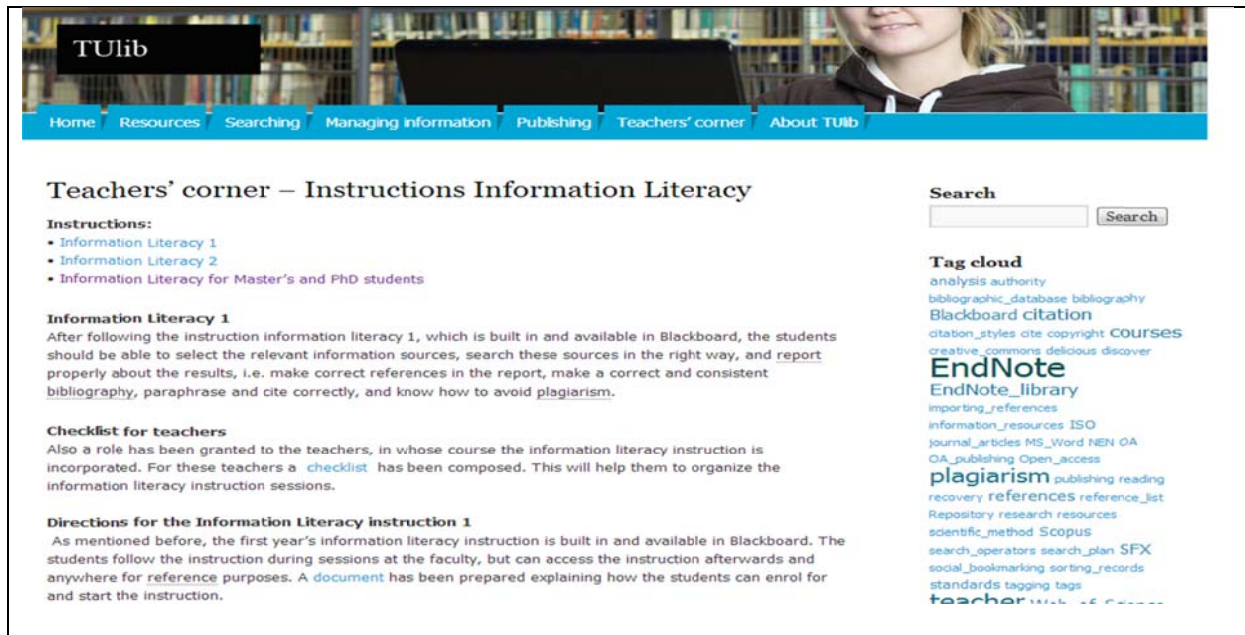 TUlib
Home Resources Searching Managing information Publishing Teachers' corner About TUlib
Teachers' corner – Instructions Information Literacy
Instructions:
• Information Literacy 1
• Information Literacy 2
• Information Literacy for Master's and PhD students
Information Literacy 1
After following the instruction information literacy 1, which is built in and available in Blackboard, the students
should be able to select the relevant information sources, search these sources in the right way, and report
properly about the results, i.e. make correct references in the report, make a correct and consistent
bibliography, paraphrase and cite correctly, and know how to avoid plagiarism.
Checklist for teachers
Also a role has been granted to the teachers, in whose course the information literacy instruction is
incorporated. For these teachers a checklist has been composed. This will help them to organize the
information literacy instruction sessions.
Directions for the Information Literacy instruction 1
As mentioned before, the first year's information literacy instruction is built in and available in Blackboard. The
students follow the instruction during sessions at the faculty, but can access the instruction afterwards and
anywhere for reference purposes. A document has been prepared explaining how the students can enrol for
and start the instruction.
Search
Search
Tag cloud
analysis authority
bibliographic_database bibliography
Blackboard citation
citation_styles cite copyright courses
creative_commons delicious discover
EndNote
EndNote_library
importing_references
information_resources ISO
journal_articles MS_Word NEN OA
OA_publishing Open_access
plagiarism publishing reading
recovery references reference_list
Repository research resources
scientific_method Scopus
search_operators search_plan SFX
social_bookmarking sorting_records
standards tagging tags
teacher Web_of_Science